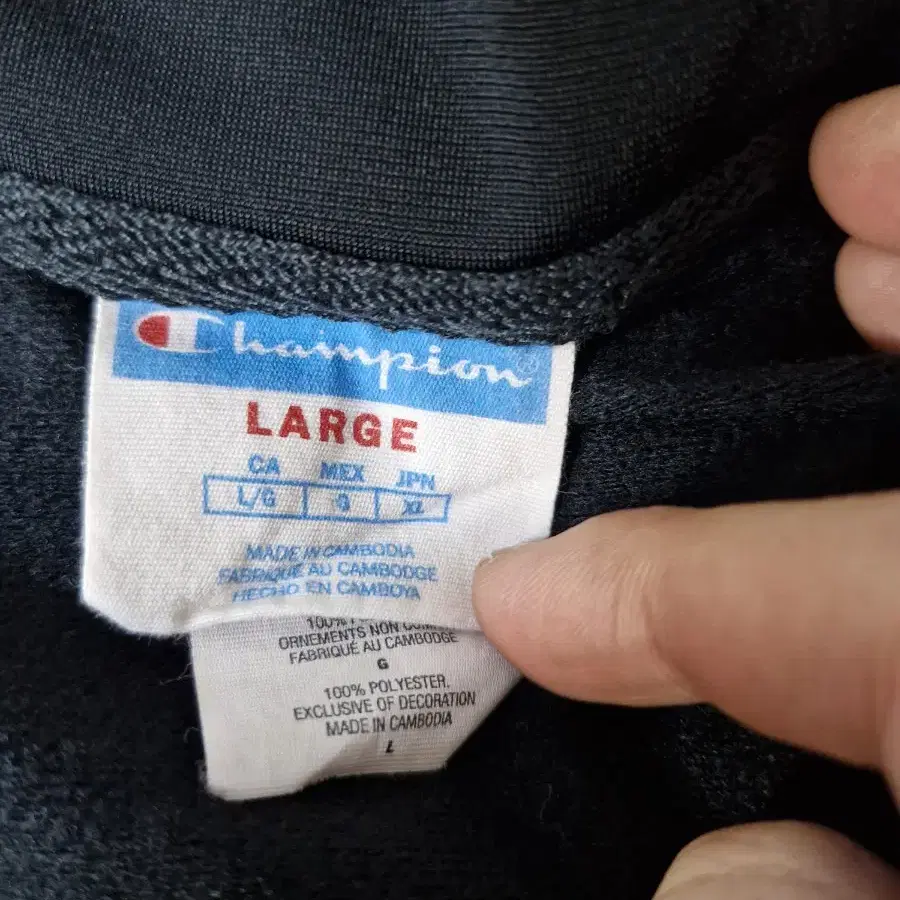 Champion®
LARGE
CA MEX JPN
L/G G XL
MADE IN CAMBODIA
FABRIQUÉ AU CAMBODGE
HECHO EN CAMBOYA
100%
ORNEMENTS NON
FABRIQUÉ AU CAMBODGE
G
100% POLYESTER.
EXCLUSIVE OF DECORATION
MADE IN CAMBODIA
L